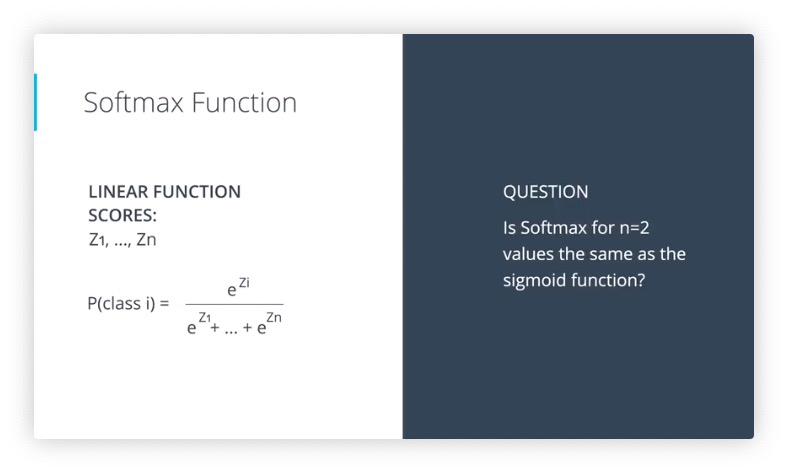 Softmax Function
LINEAR FUNCTION
SCORES:
Z1, ..., Zn
P(class i) = e^Zi / e^Z1 + ... + e^Zn
QUESTION
Is Softmax for n=2
values the same as the
sigmoid function?